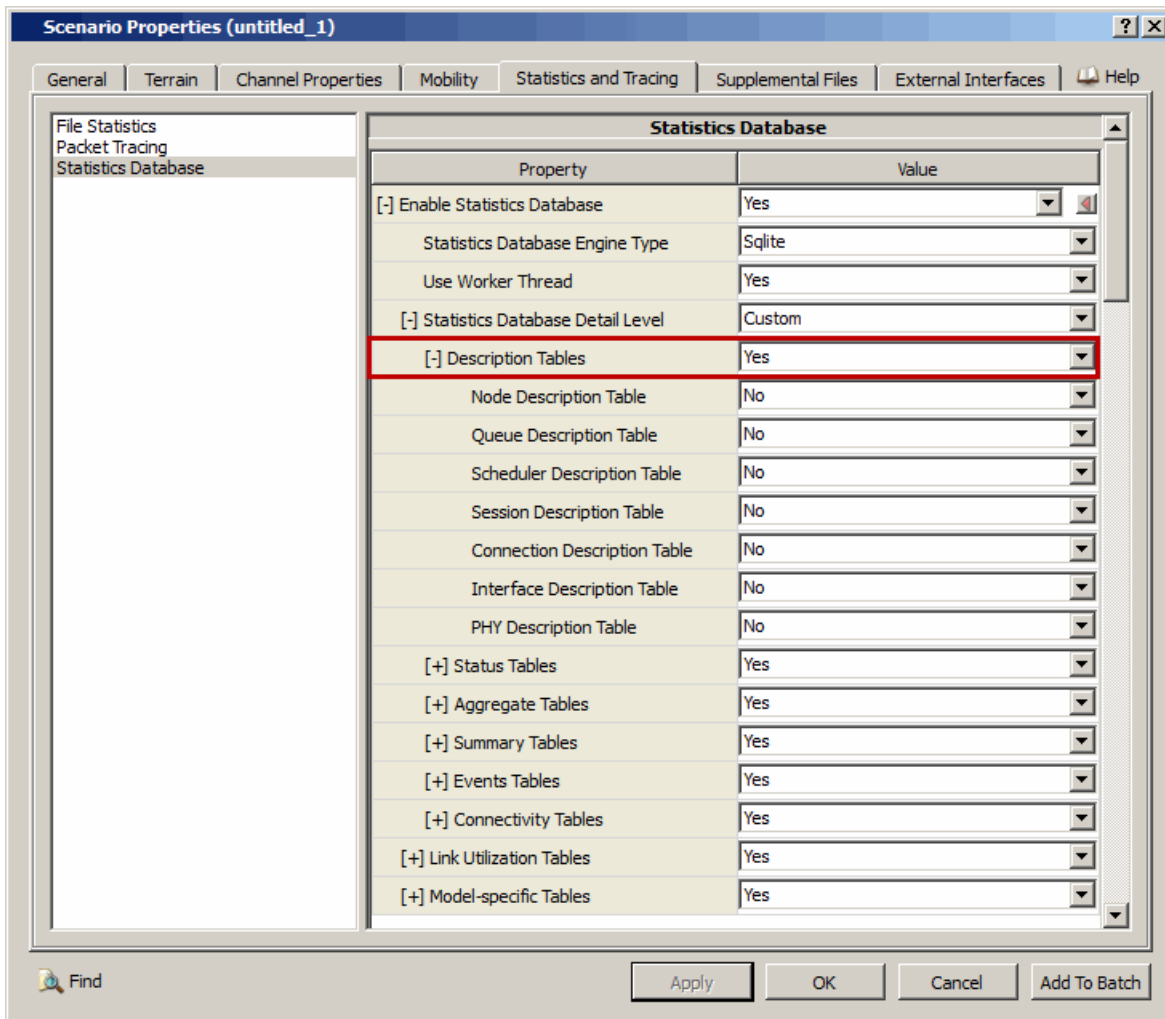 Scenario Properties (untitled_1)
General Terrain Channel Properties Mobility Statistics and Tracing Supplemental Files External Interfaces Help
File Statistics
Packet Tracing
Statistics Database
Statistics Database
Property Value
[-] Enable Statistics Database Yes
Statistics Database Engine Type Sqlite
Use Worker Thread Yes
[-] Statistics Database Detail Level Custom
[-] Description Tables Yes
Node Description Table No
Queue Description Table No
Scheduler Description Table No
Session Description Table No
Connection Description Table No
Interface Description Table No
PHY Description Table No
[+] Status Tables Yes
[+] Aggregate Tables Yes
[+] Summary Tables Yes
[+] Events Tables Yes
[+] Connectivity Tables Yes
[+] Link Utilization Tables Yes
[+] Model-specific Tables Yes
Find Apply OK Cancel Add To Batch